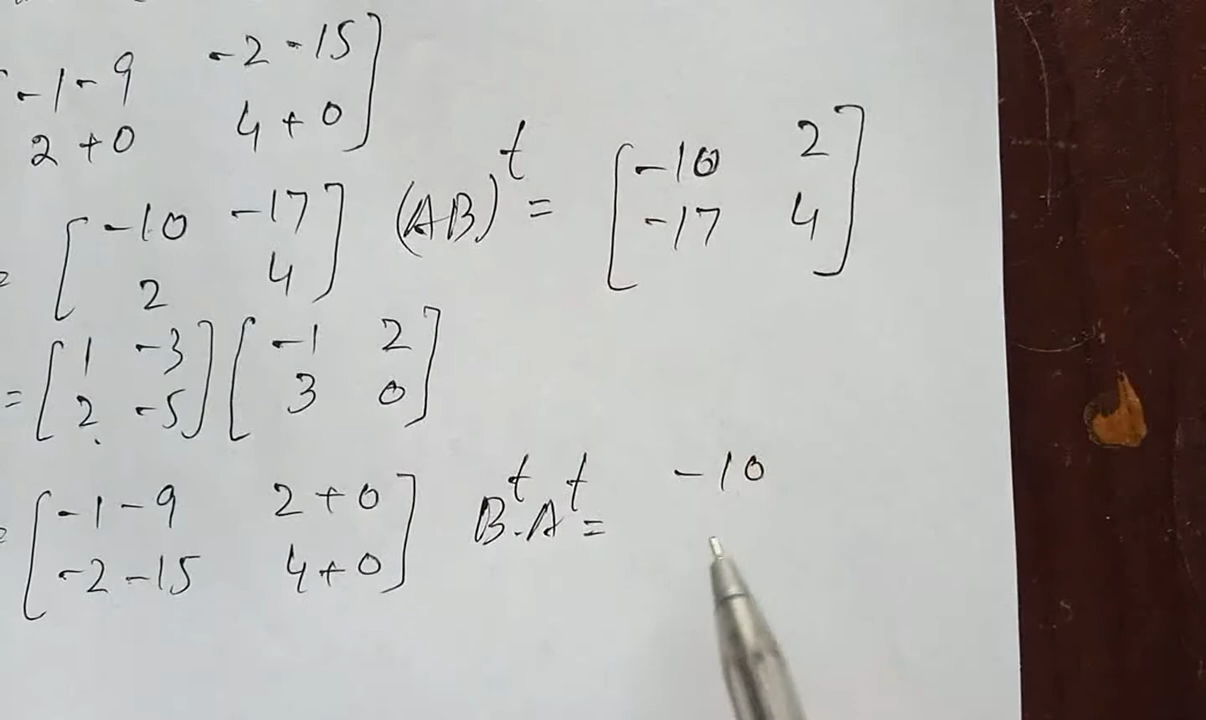 -1-9 -2-15
2+0 4+0
= [-10 -17] (AB)^t = [-10 2]
[2 4] [-17 4]
= [1 -3] [-1 2]
[2 -5] [3 0]
= [-1-9 2+0] B^t.A^t = -10
[-2-15 4+0]